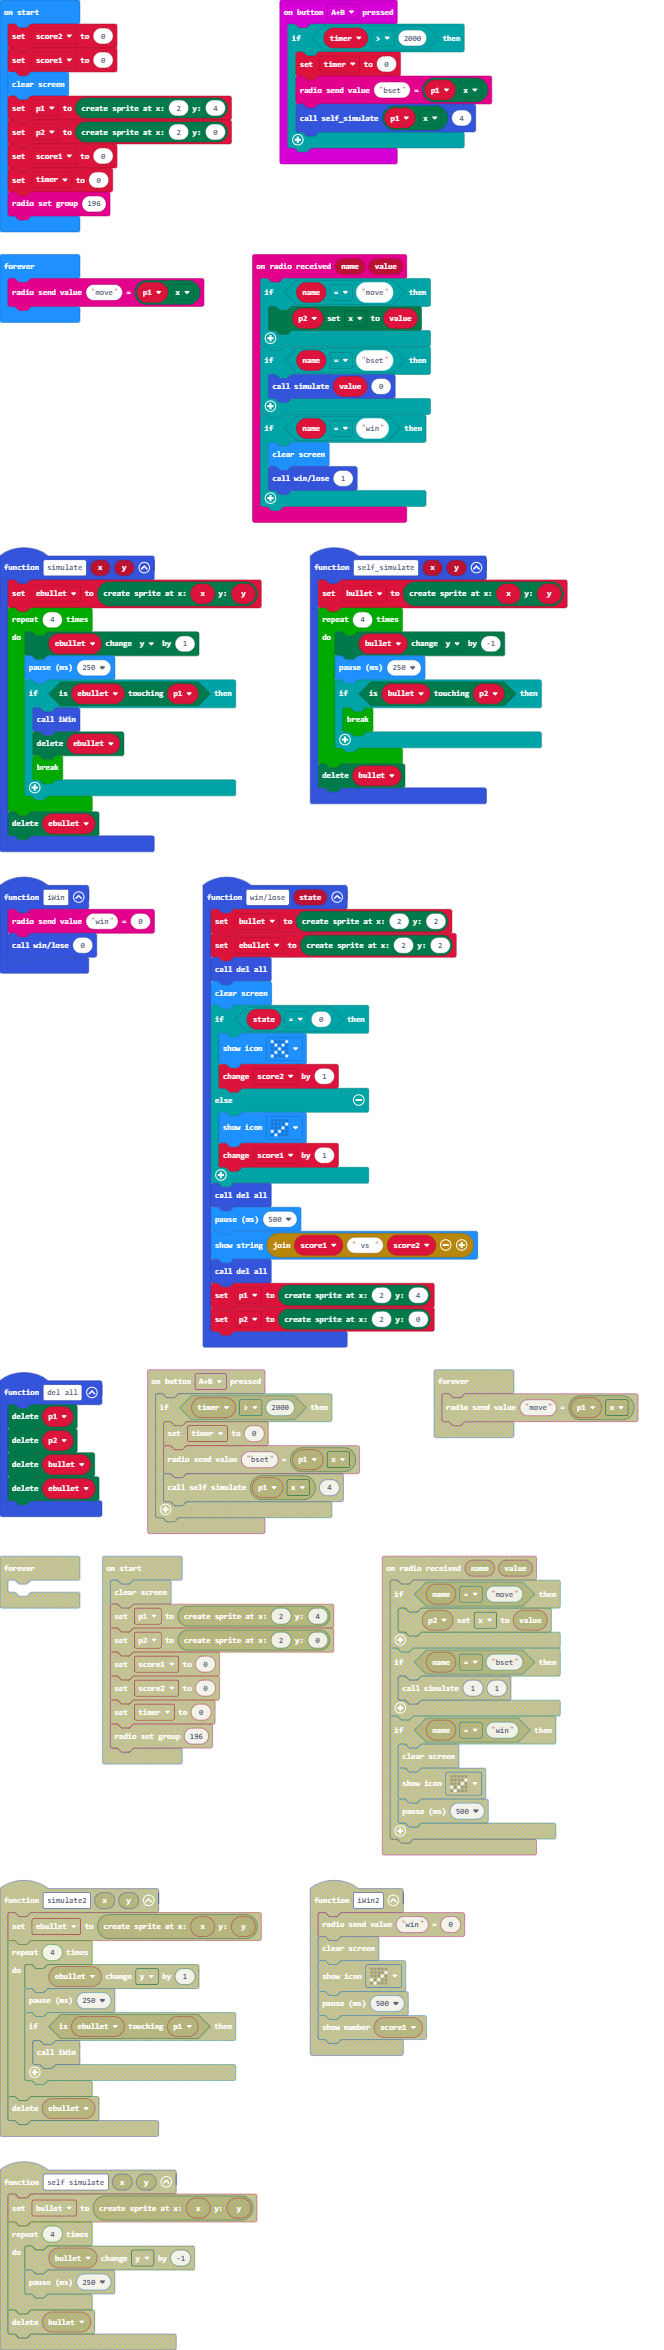 on start
set score2 to 0
set score1 to 0
clear screen
set p1 to create sprite at x: 2 y: 4
set p2 to create sprite at x: 2 y: 0
set score1 to 0
set timer to 0
radio set group 196
on button A+B pressed
if timer > 2000 then
set timer to 0
radio send value "bset" = p1 x
call self_simulate p1 x 4
forever
radio send value "move" = p1 x
on radio received name value
if name = "move" then
p2 set x to value
if name = "bset" then
call simulate value 0
if name = "win" then
clear screen
call win/lose 1
function simulate x y
set ebullet to create sprite at x: x y: y
repeat 4 times
do ebullet change y by 1
pause (ms) 250
if is ebullet touching p1 then
call iWin
delete ebullet
break
delete ebullet
function self_simulate x y
set bullet to create sprite at x: x y: y
repeat 4 times
do bullet change y by -1
pause (ms) 250
if is bullet touching p2 then
break
delete bullet
function iWin
radio send value "win" = 0
call win/lose 0
function win/lose state
set bullet to create sprite at x: 2 y: 2
set ebullet to create sprite at x: 2 y: 2
call del all
clear screen
if state = 0 then
show icon
change score2 by 1
else
show icon
change score1 by 1
call del all
pause (ms) 500
show string join score1 " vs " score2
call del all
set p1 to create sprite at x: 2 y: 4
set p2 to create sprite at x: 2 y: 0
function del all
delete p1
delete p2
delete bullet
delete ebullet
on button A+B pressed
if timer > 2000 then
set timer to 0
radio send value "bset" = p1 x
call self simulate p1 x 4
forever
radio send value "move" = p1 x
forever
on start
clear screen
set p1 to create sprite at x: 2 y: 4
set p2 to create sprite at x: 2 y: 0
set score1 to 0
set score2 to 0
set timer to 0
radio set group 196
on radio received name value
if name = "move" then
p2 set x to value
if name = "bset" then
call simulate 1 1
if name = "win" then
clear screen
show icon
pause (ms) 500
function simulate2 x y
set ebullet to create sprite at x: x y: y
repeat 4 times
do ebullet change y by 1
pause (ms) 250
if is ebullet touching p1 then
call iWin
delete ebullet
function iWin2
radio send value "win" = 0
clear screen
show icon
pause (ms) 500
show number score1
function self simulate x y
set bullet to create sprite at x: x y: y
repeat 4 times
do bullet change y by -1
pause (ms) 250
delete bullet